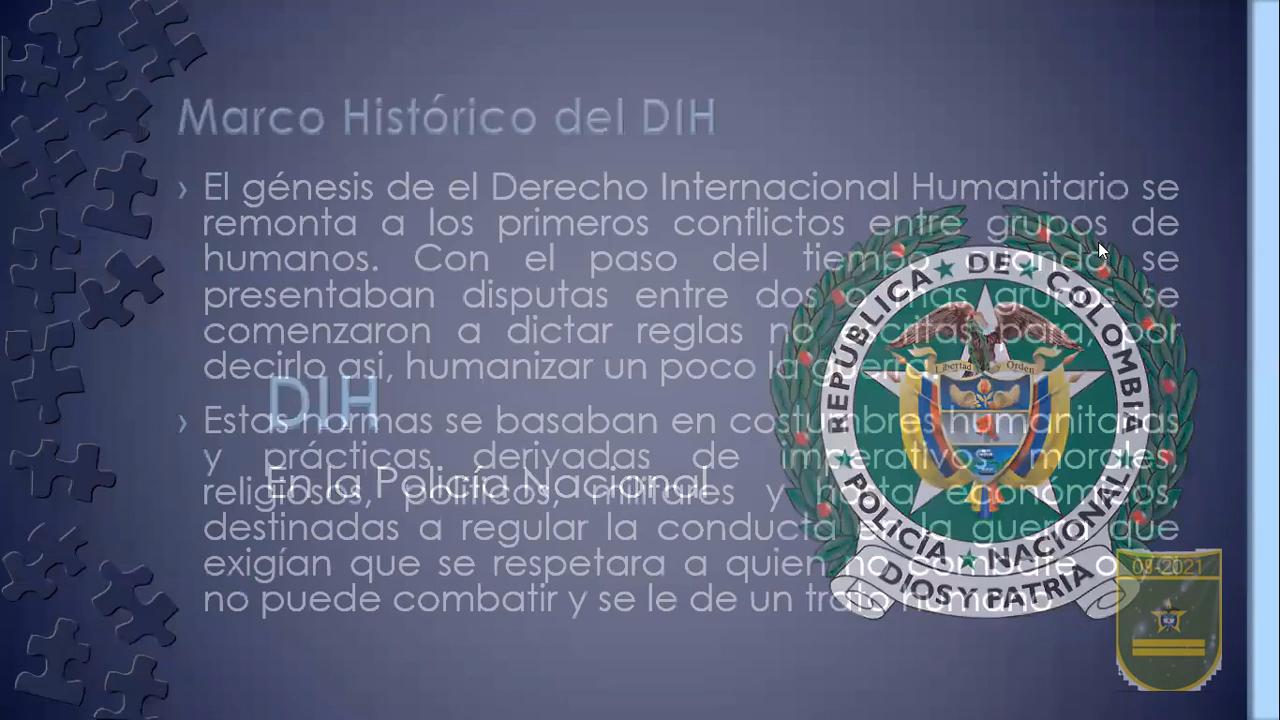 Marco Histórico del DIH
› El génesis de el Derecho Internacional Humanitario se
remonta a los primeros conflictos entre grupos de
humanos. Con el paso del tiempo, cuando se
presentaban disputas entre dos o más grupos se
comenzaron a dictar reglas no por
decirlo asi, humanizar un poco la guerra
› Estas normas se basaban en costumbres humanitarias
y prácticas derivadas de imperativos morales,
religiosos, políticos, militares y hasta económicos,
destinadas a regular la conducta en la guerra que
exigían que se respetara a quien no combate o
no puede combatir y se le de un trato humano
DIH
En la Policía Nacional
REPÚBLICA DE COLOMBIA
Libertad y Orden
POLICÍA NACIONAL
DIOS Y PATRIA
08-2021